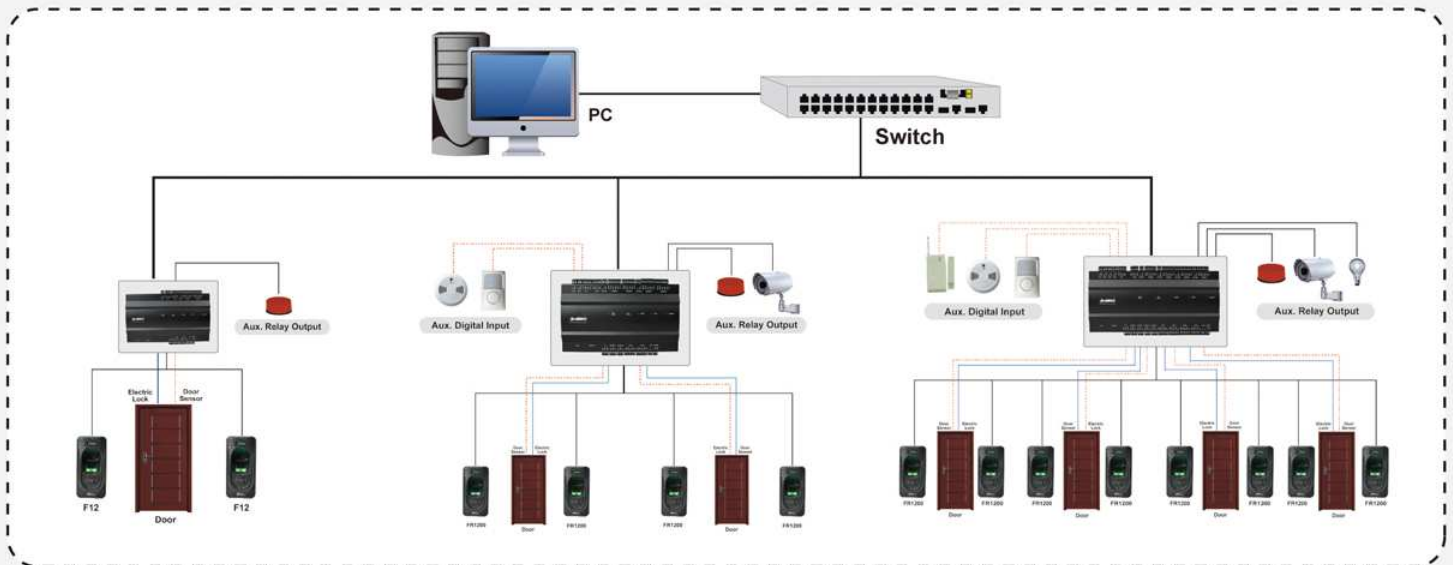 PC
Switch
Aux. Relay Output
Aux. Digital Input
Aux. Relay Output
Aux. Digital Input
Aux. Relay Output
Electric
Lock
Door
Sensor
F12
Door
F12
Door
Sensor
Electric
Lock
FR1200
Door
FR1200
Electric
Lock
Door
Sensor
FR1200
Door
FR1200
Door
Sensor
Electric
Lock
FR1200
Door
FR1200
Door
Sensor
Electric
Lock
FR1200
Door
FR1200
Electric
Lock
Door
Sensor
FR1200
Door
FR1200
Electric
Lock
Door
Sensor
FR1200
Door
FR1200